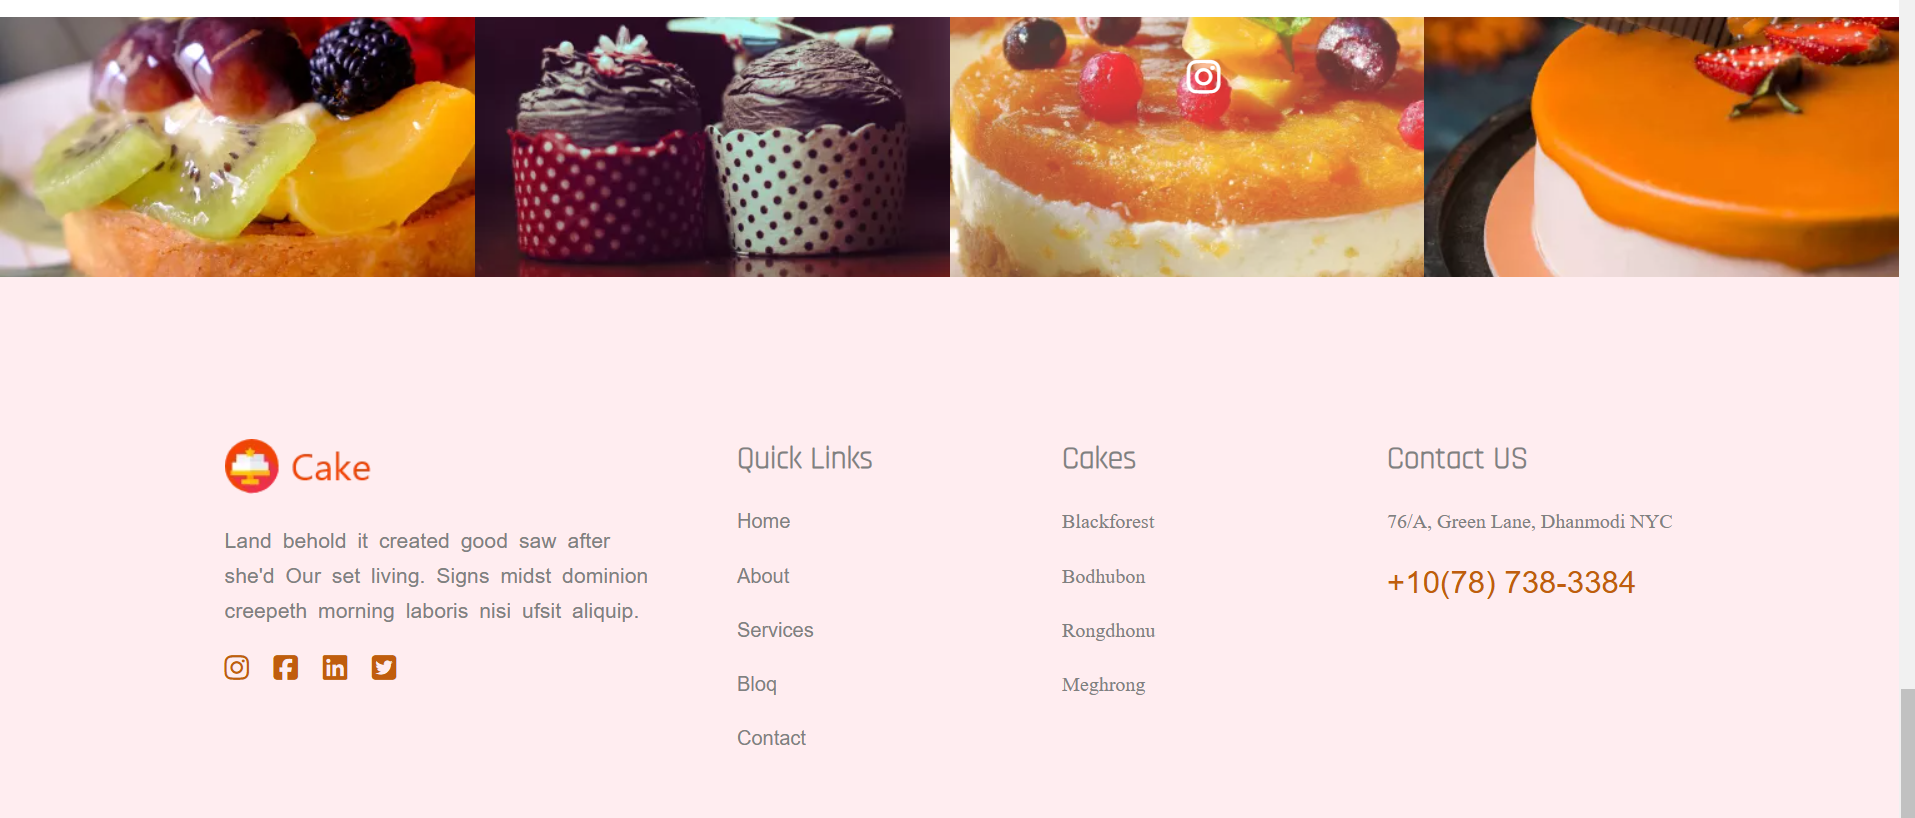 Cake
Land behold it created good saw after
she'd Our set living. Signs midst dominion
creepeth morning laboris nisi ufsit aliquip.
Quick Links
Home
About
Services
Bloq
Contact
Cakes
Blackforest
Bodhubon
Rongdhonu
Meghrong
Contact US
76/A, Green Lane, Dhanmodi NYC
+10(78) 738-3384